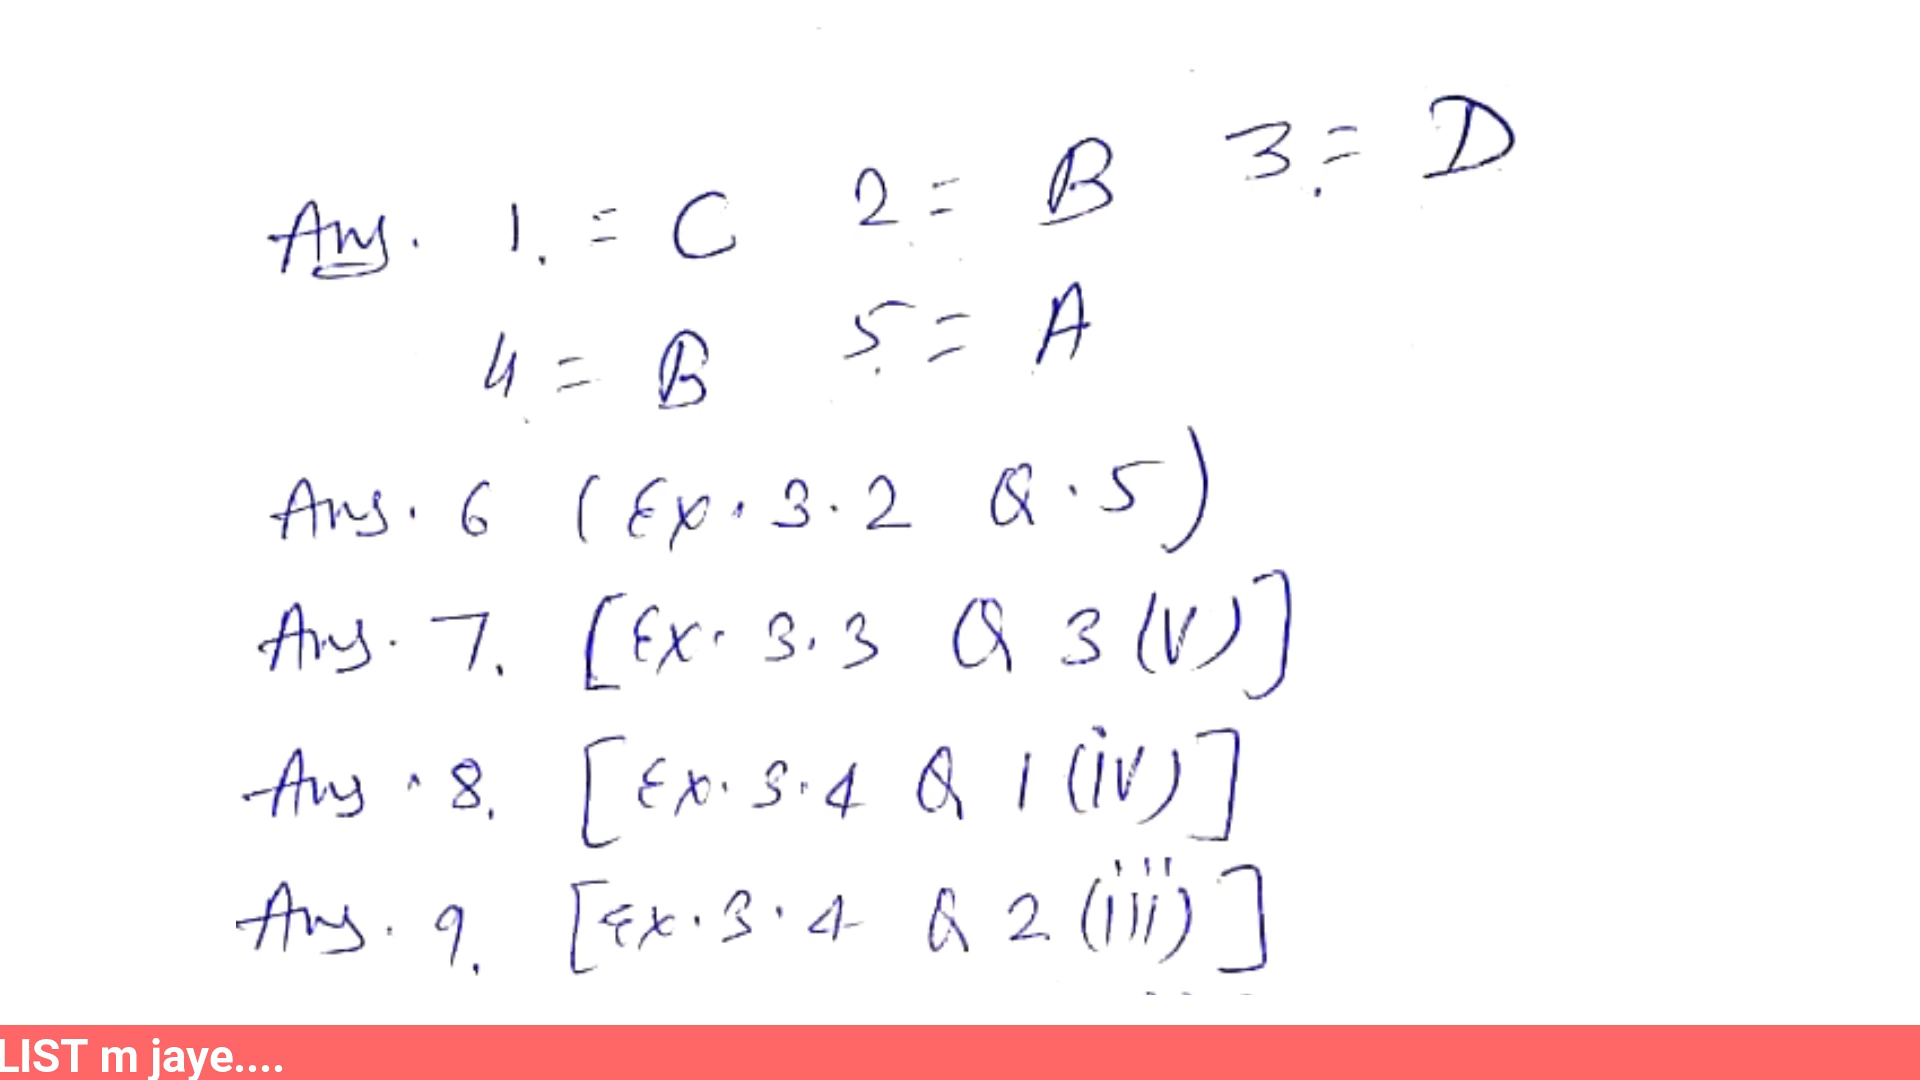 Ans. 1. = C 2 = B 3 = D
4 = B 5 = A
Ans. 6 (Ex. 3.2 Q.5)
Ans. 7. [Ex. 3.3 Q 3 (V)]
Ans. 8. [Ex. 3.4 Q 1 (iv)]
Ans. 9. [Ex. 3.4 Q 2 (iii)]
LIST m jaye....